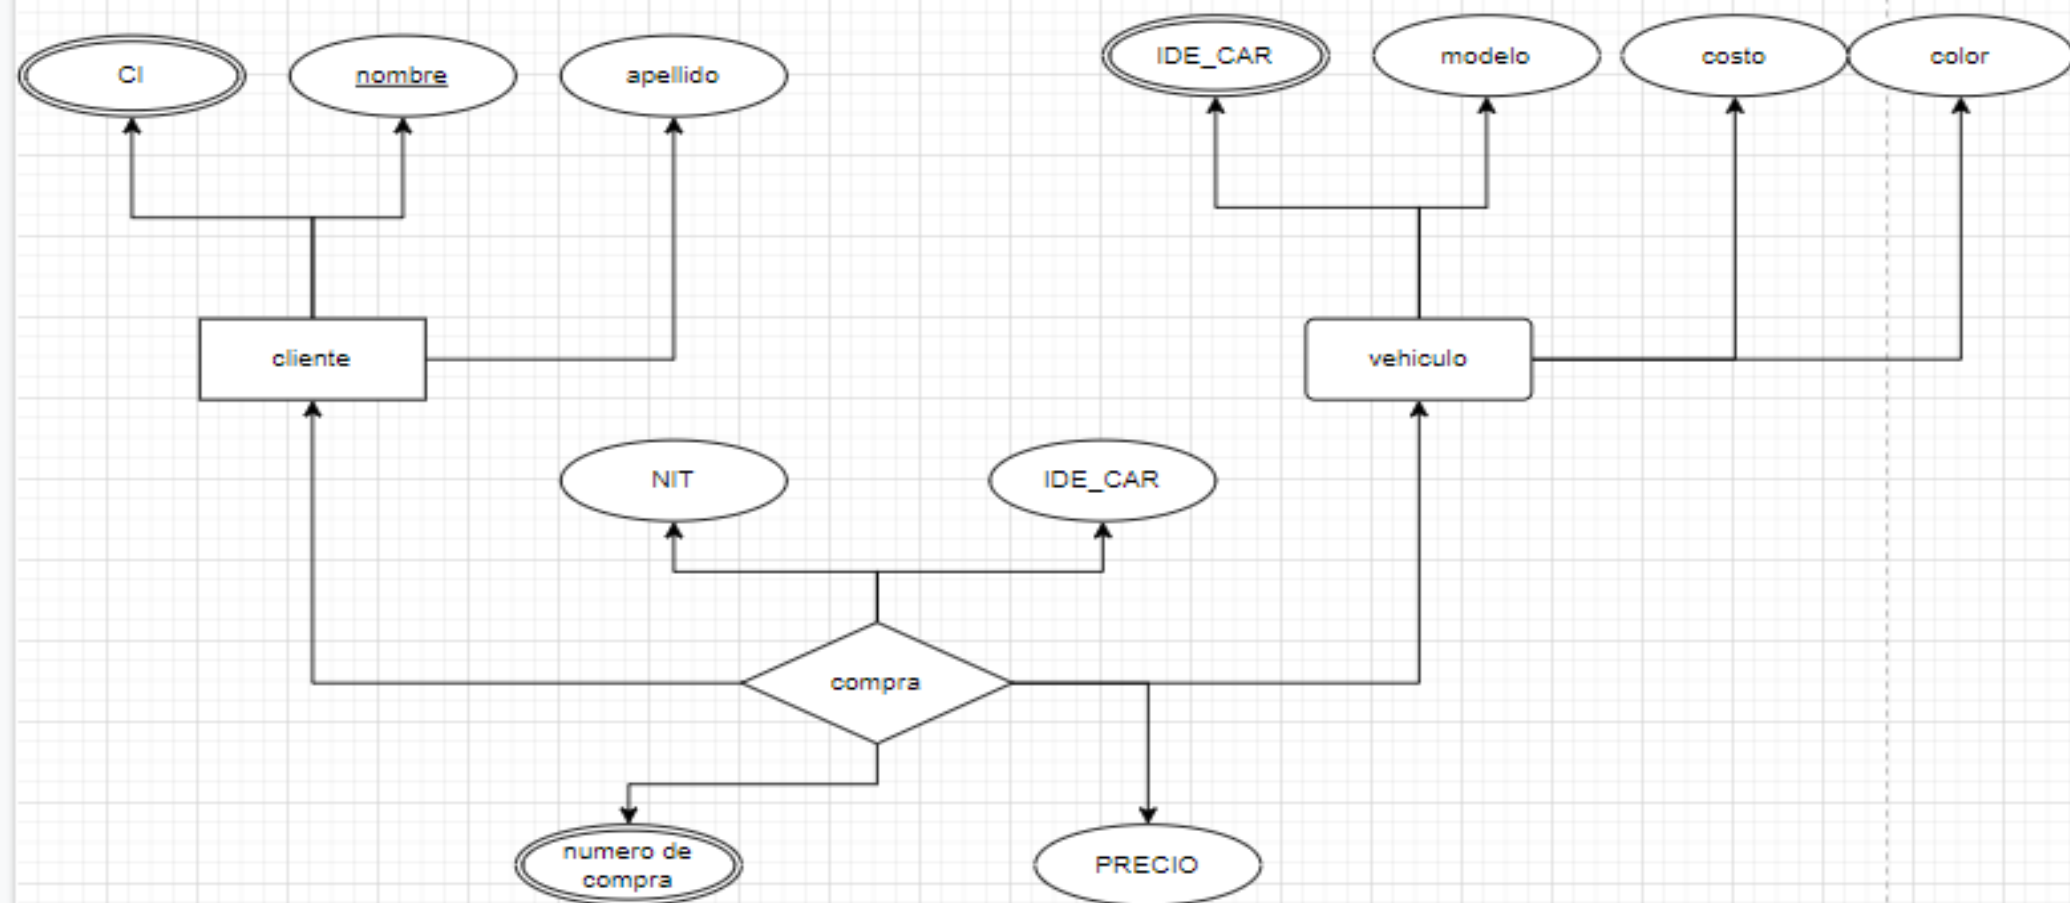 CI
nombre
apellido
IDE_CAR
modelo
costo
color
cliente
vehiculo
NIT
IDE_CAR
compra
numero de
compra
PRECIO